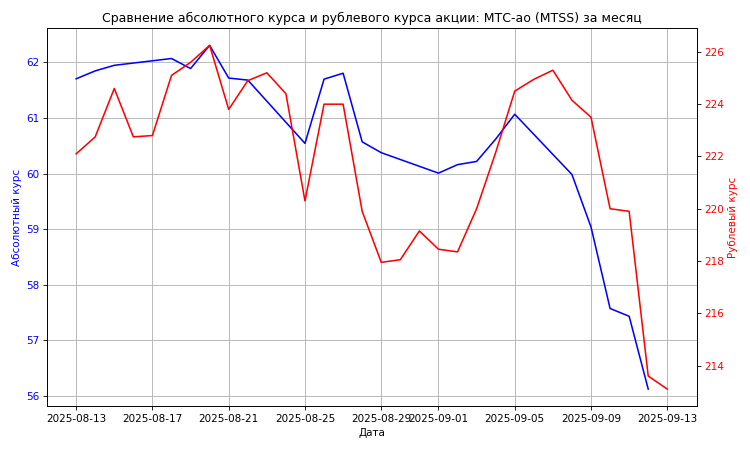 Сравнение абсолютного курса и рублевого курса акции: МТС-ао (MTSS) за месяц
62
61
60
59
58
57
56
Абсолютный курс
226
224
222
220
218
216
214
Рублевый курс
2025-08-13 2025-08-17 2025-08-21 2025-08-25 2025-08-29 2025-09-01 2025-09-05 2025-09-09 2025-09-13
Дата